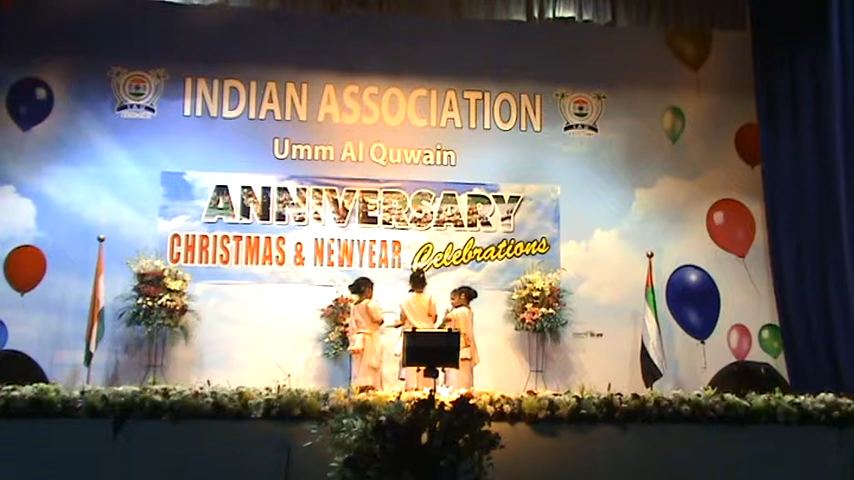 INDIAN ASSOCIATION
Umm Al Quwain
ANNIVERSARY
CHRISTMAS & NEWYEAR Celebrations